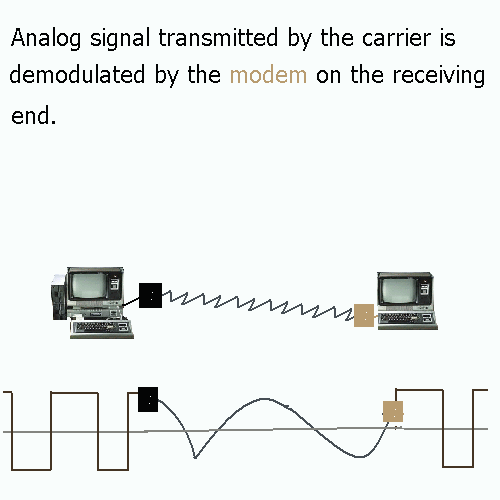 Analog signal transmitted by the carrier is
demodulated by the modem on the receiving
end.